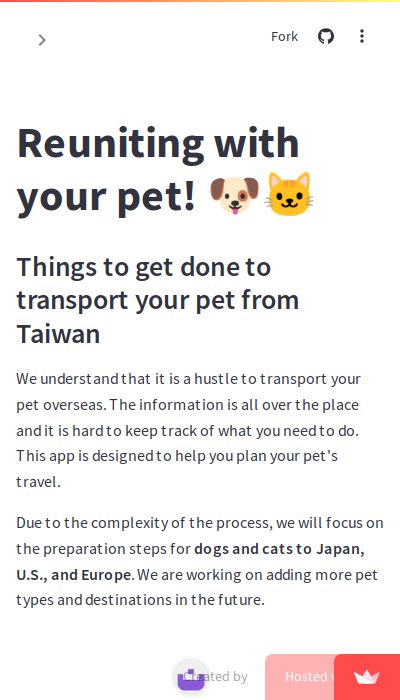 Fork
Reuniting with
your pet! 🐶🐱
Things to get done to
transport your pet from
Taiwan
We understand that it is a hustle to transport your
pet overseas. The information is all over the place
and it is hard to keep track of what you need to do.
This app is designed to help you plan your pet's
travel.
Due to the complexity of the process, we will focus on
the preparation steps for dogs and cats to Japan,
U.S., and Europe. We are working on adding more pet
types and destinations in the future.
Created by
Hosted